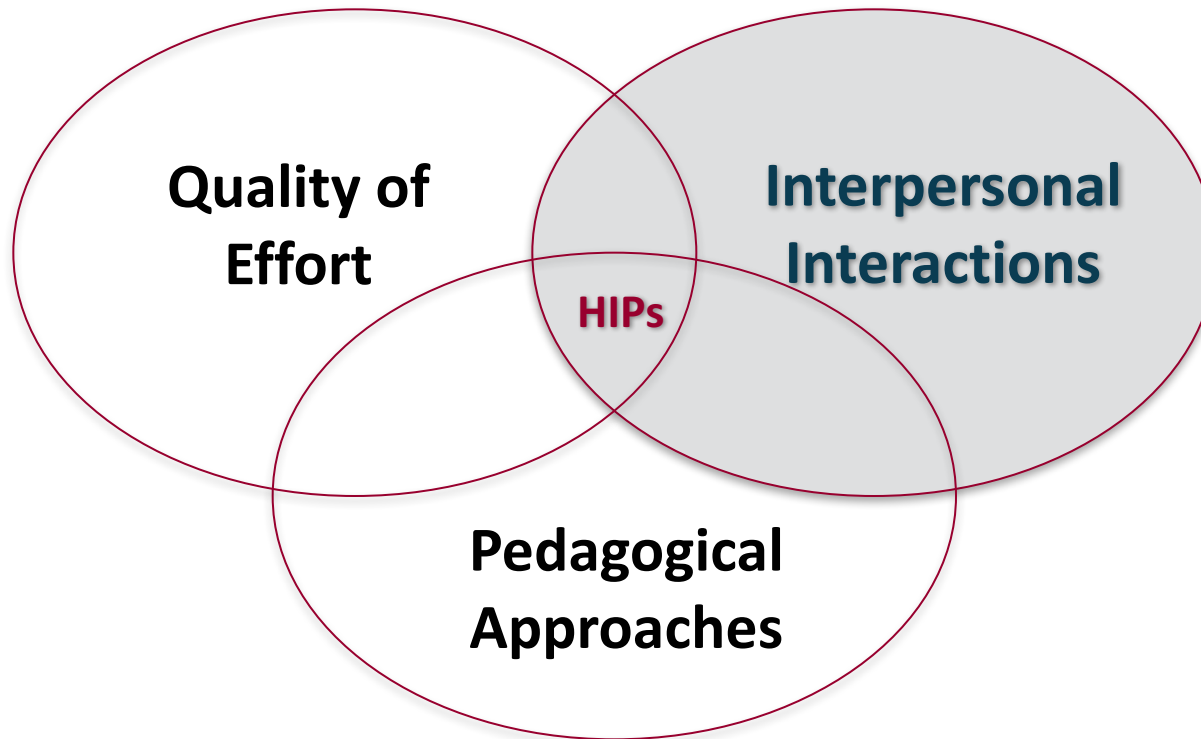 Quality of
Effort
Interpersonal
Interactions
HIPs
Pedagogical
Approaches